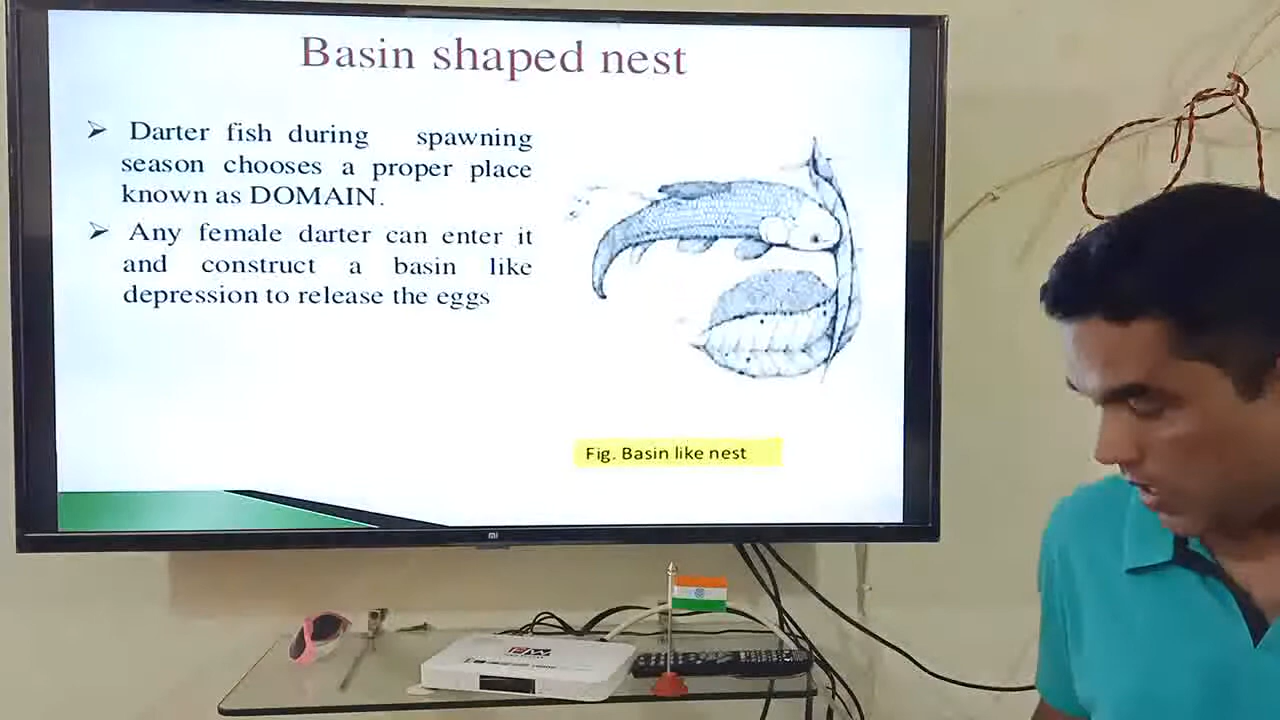 Basin shaped nest
➢ Darter fish during spawning
season chooses a proper place
known as DOMAIN.
➢ Any female darter can enter it
and construct a basin like
depression to release the eggs
Fig. Basin like nest
mi